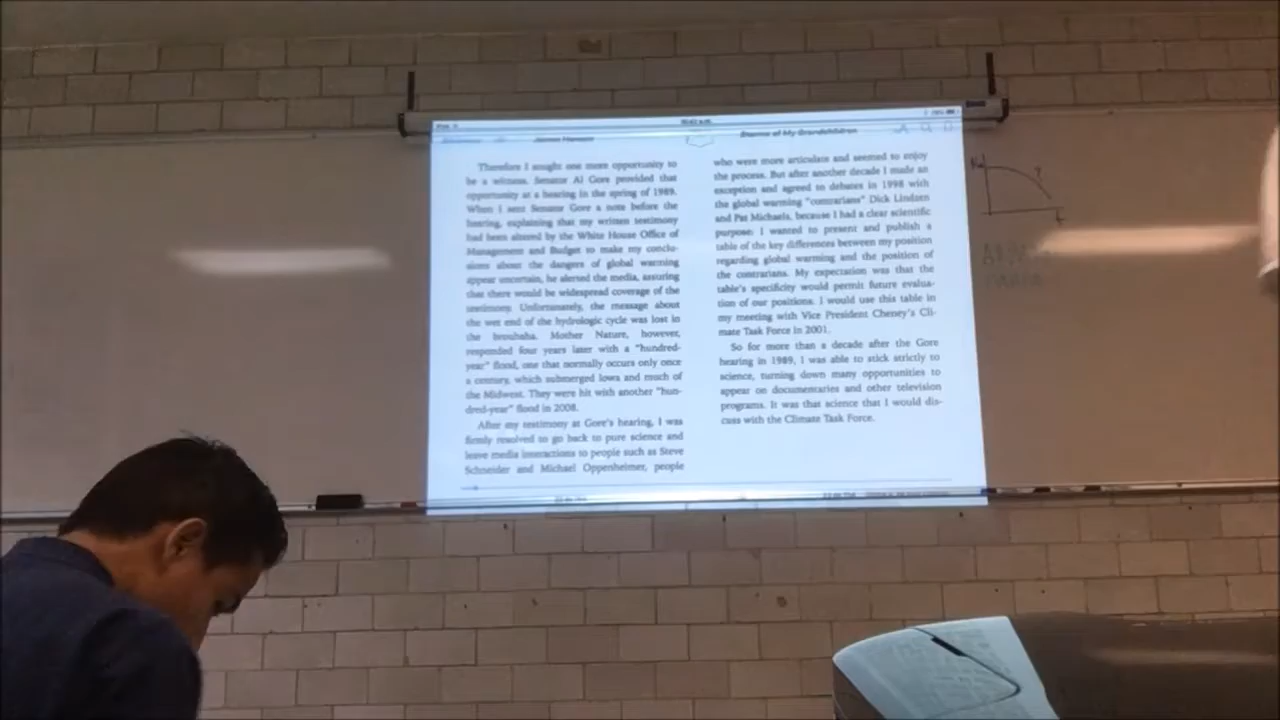 James Hansen
Storms of My Grandchildren
Therefore I sought one more opportunity to
be a witness. Senator Al Gore provided that
opportunity at a hearing in the spring of 1989.
When I sent Senator Gore a note before the
hearing, explaining that my written testimony
had been altered by the White House Office of
Management and Budget to make my conclu-
sions about the dangers of global warming
appear uncertain, he alerted the media, assuring
that there would be widespread coverage of the
testimony. Unfortunately, the message about
the wet end of the hydrologic cycle was lost in
the brouhaha. Mother Nature, however,
responded four years later with a "hundred-
year" flood, one that normally occurs only once
a century, which submerged Iowa and much of
the Midwest. They were hit with another "hun-
dred-year" flood in 2008.
After my testimony at Gore's hearing, I was
firmly resolved to go back to pure science and
leave media interactions to people such as Steve
Schneider and Michael Oppenheimer, people
who were more articulate and seemed to enjoy
the process. But after another decade I made an
exception and agreed to debates in 1998 with
the global warming "contrarians" Dick Lindzen
and Pat Michaels, because I had a clear scientific
purpose: I wanted to present and publish a
table of the key differences between my position
regarding global warming and the position of
the contrarians. My expectation was that the
table's specificity would permit future evalua-
tion of our positions. I would use this table in
my meeting with Vice President Cheney's Cli-
mate Task Force in 2001.
So for more than a decade after the Gore
hearing in 1989, I was able to stick strictly to
science, turning down many opportunities to
appear on documentaries and other television
programs. It was that science that I would dis-
cuss with the Climate Task Force.